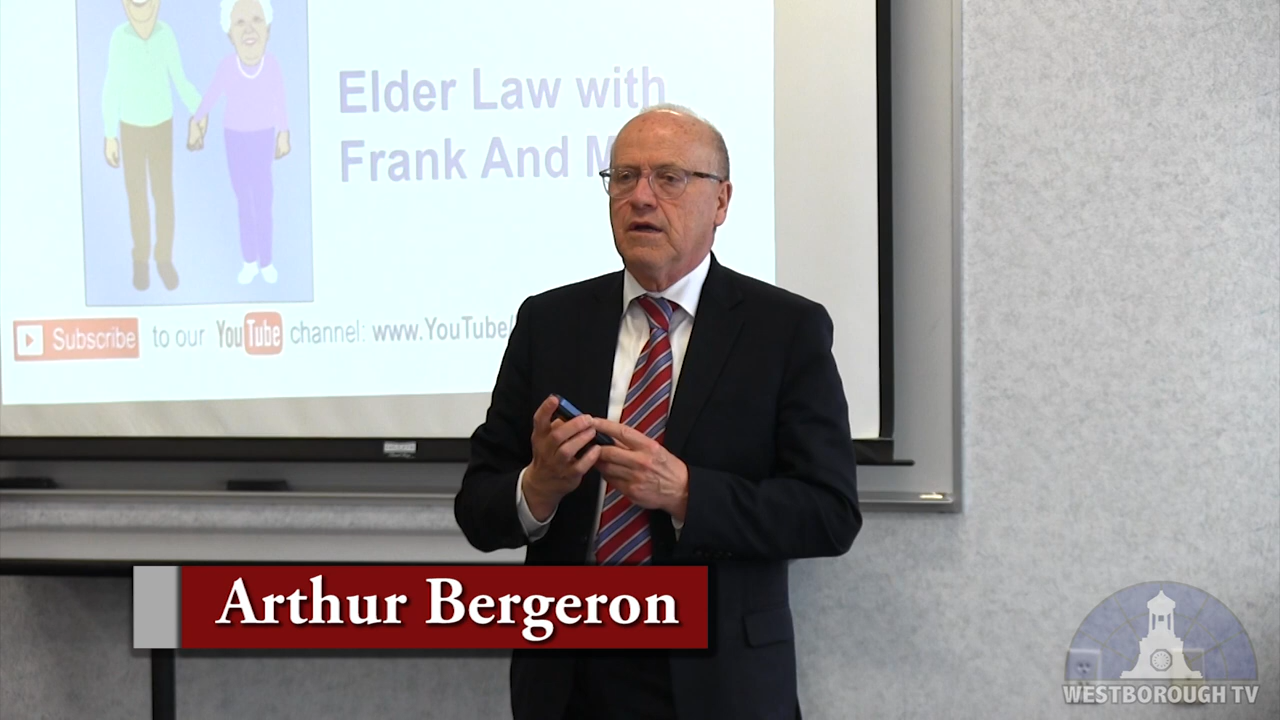 Elder Law with
Frank And M
Subscribe to our YouTube channel: www.YouTube/
Arthur Bergeron
WESTBOROUGH TV